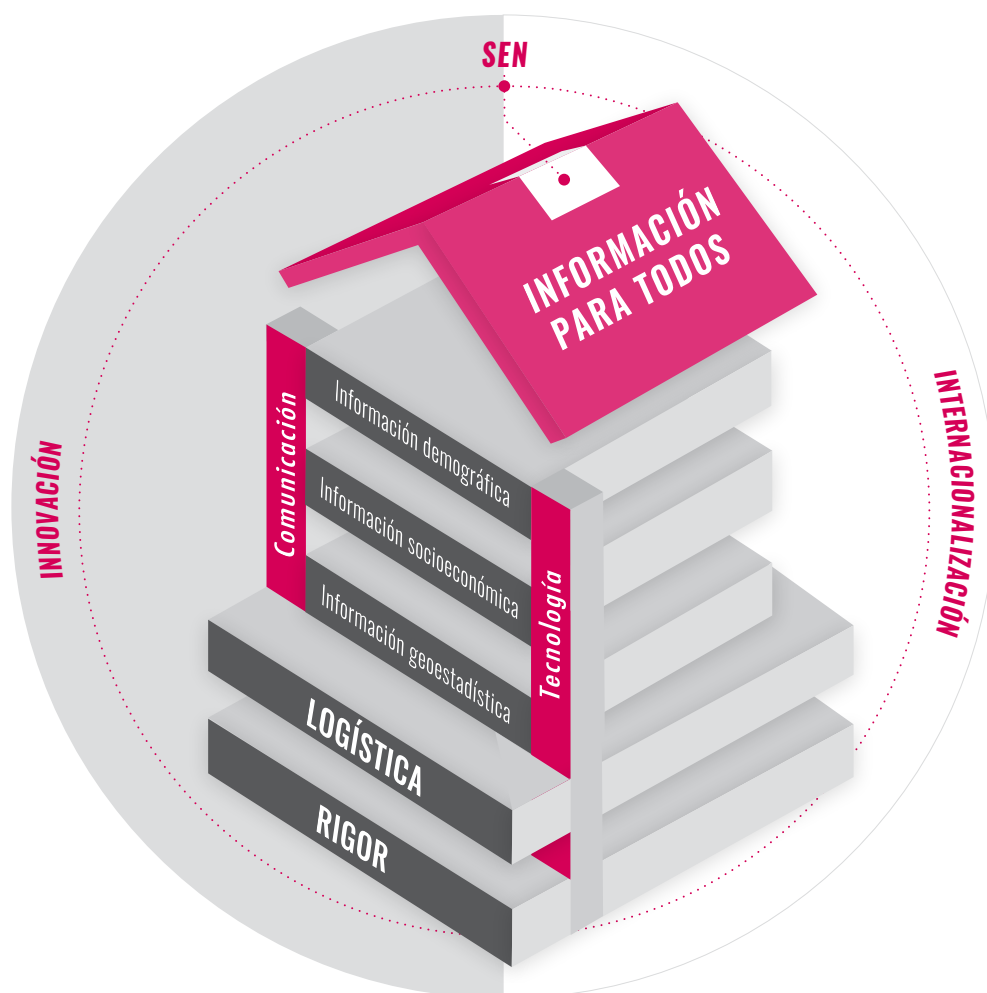 SEN
INFORMACIÓN
PARA TODOS
INNOVACIÓN
INTERNACIONALIZACIÓN
Comunicación
Información demográfica
Información socioeconómica
Información geoestadística
Tecnología
LOGÍSTICA
RIGOR